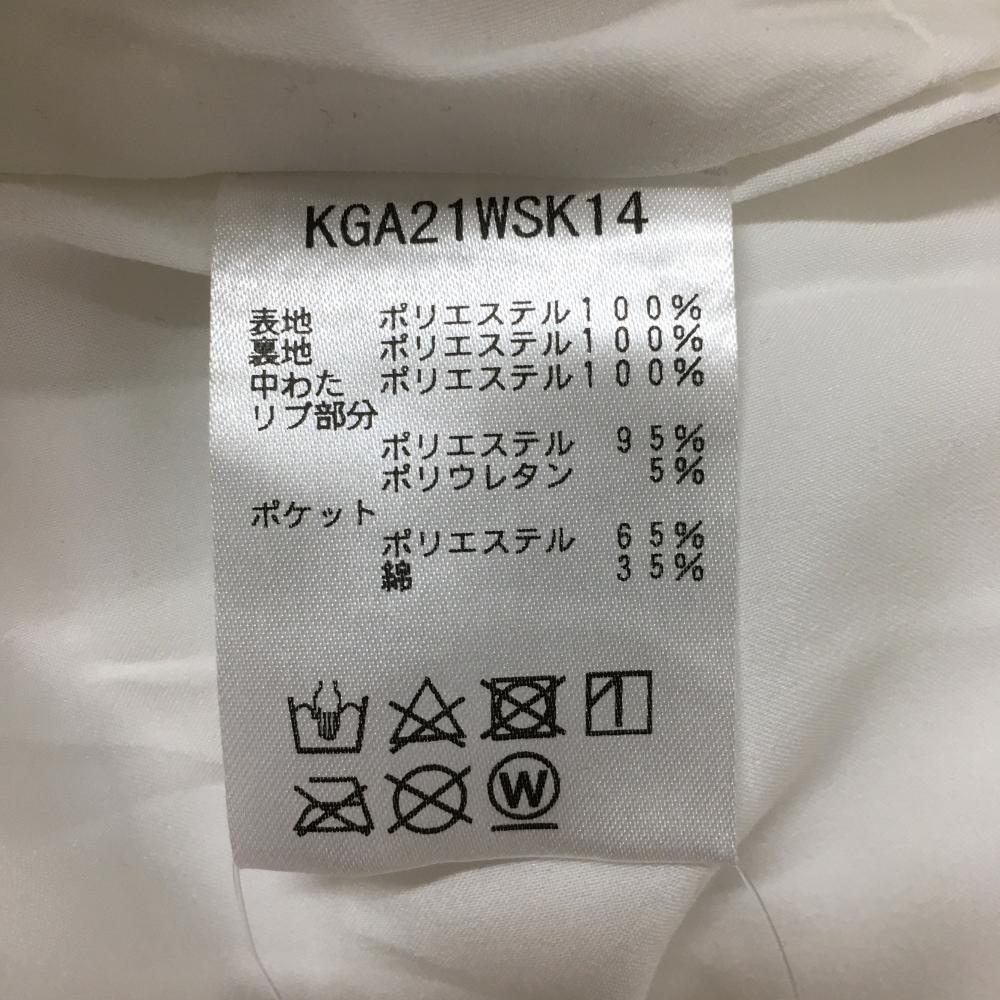 KGA21WSK14
表地 ポリエステル100%
裏地 ポリエステル100%
中わた ポリエステル100%
リブ部分
ポリエステル 95%
ポリウレタン 5%
ポケット
ポリエステル 65%
綿 35%
W